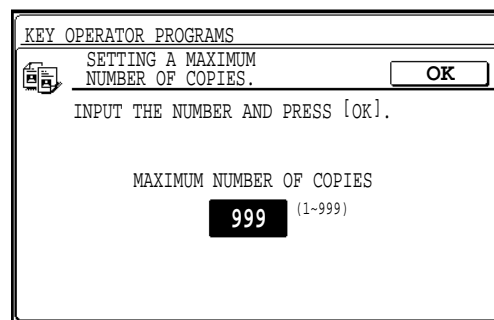 KEY OPERATOR PROGRAMS
SETTING A MAXIMUM
NUMBER OF COPIES.
OK
INPUT THE NUMBER AND PRESS [OK].
MAXIMUM NUMBER OF COPIES
999 (1~999)